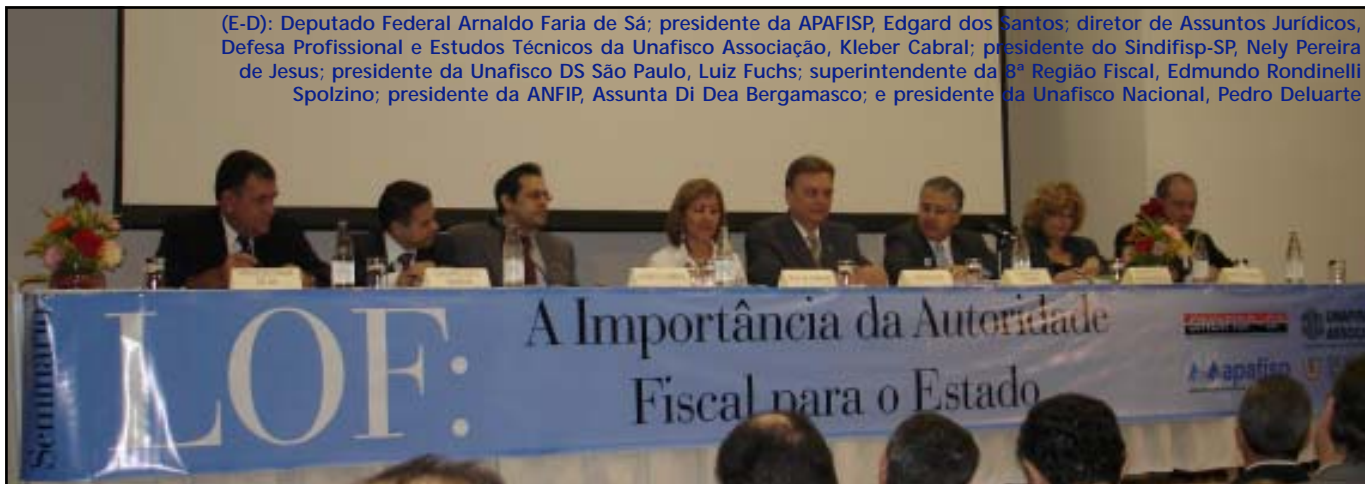 (E-D): Deputado Federal Arnaldo Faria de Sá; presidente da APAFISP, Edgard dos Santos; diretor de Assuntos Jurídicos,
Defesa Profissional e Estudos Técnicos da Unafisco Associação, Kleber Cabral; presidente do Sindifisp-SP, Nely Pereira
de Jesus; presidente da Unafisco DS São Paulo, Luiz Fuchs; superintendente da 8ª Região Fiscal, Edmundo Rondinelli
Spolzino; presidente da ANFIP, Assunta Di Dea Bergamasco; e presidente da Unafisco Nacional, Pedro Deluarte
Seminário
LOF:
A Importância da Autoridade
Fiscal para o Estado
apafisp